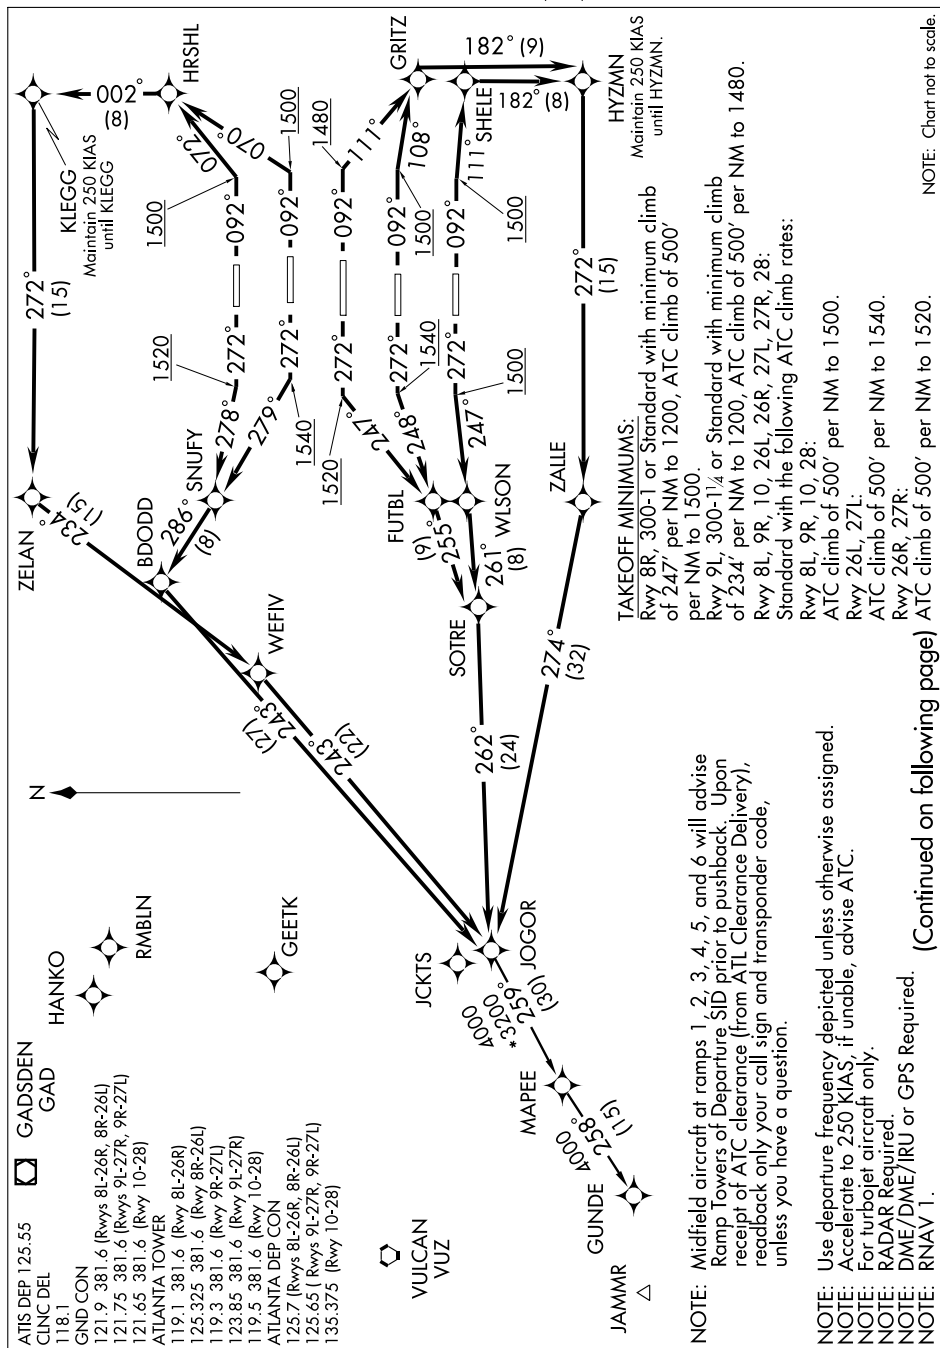 ATIS DEP 125.55
CLNC DEL
118.1
GND CON
121.9 381.6 (Rwys 8L-26R, 8R-26L)
121.75 381.6 (Rwys 9L-27R, 9R-27L)
121.65 381.6 (Rwy 10-28)
ATLANTA TOWER
119.1 381.6 (Rwy 8L-26R)
125.325 381.6 (Rwy 8R-26L)
119.3 381.6 (Rwy 9R-27L)
123.85 381.6 (Rwy 9L-27R)
119.5 381.6 (Rwy 10-28)
ATLANTA DEP CON
125.7 (Rwys 8L-26R, 8R-26L)
125.65 ( Rwys 9L-27R, 9R-27L)
135.375 (Rwy 10-28)
GADSDEN
GAD
HANKO
RMBLN
GEETK
N
VULCAN
VUZ
JAMMR
GUNDE
4000
258°
(15)
MAPEE
4000
*3200
259°
(30)
JCKTS
JOGOR
243°
(27)
243°
(22)
262°
(24)
274°
(32)
ZELAN
234°
(15)
BDODD
WEFIV
286°
(8)
SNUFY
278°
279°
1520
1540
272°
272°
272°
272°
272°
FUTBL
247°
248°
247°
1520
1540
1500
255°
(9)
WLSON
261°
(8)
SOTRE
ZALLE
272°
(15)
KLEGG
Maintain 250 KIAS
until KLEGG
002°
(8)
HRSHL
072°
070°
1500
1500
1480
092°
092°
092°
092°
092°
111°
108°
111°
1500
1500
GRITZ
SHELE
182° (9)
182° (8)
HYZMN
Maintain 250 KIAS
until HYZMN.
272°
(15)
TAKEOFF MINIMUMS:
Rwy 8R, 300-1 or Standard with minimum climb
of 247' per NM to 1200, ATC climb of 500'
per NM to 1500.
Rwy 9L, 300-1¼ or Standard with minimum climb
of 234' per NM to 1200, ATC climb of 500' per NM to 1480.
Rwy 8L, 9R, 10, 26L, 26R, 27L, 27R, 28:
Standard with the following ATC climb rates:
Rwy 8L, 9R, 10, 28:
ATC climb of 500' per NM to 1500.
Rwy 26L, 27L:
ATC climb of 500' per NM to 1540.
Rwy 26R, 27R:
ATC climb of 500' per NM to 1520.
NOTE: Chart not to scale.
NOTE: Midfield aircraft at ramps 1, 2, 3, 4, 5, and 6 will advise
Ramp Towers of Departure SID prior to pushback. Upon
receipt of ATC clearance (from ATL Clearance Delivery),
readback only your call sign and transponder code,
unless you have a question.
NOTE: Use departure frequency depicted unless otherwise assigned.
NOTE: Accelerate to 250 KIAS, if unable, advise ATC.
NOTE: For turbojet aircraft only.
NOTE: RADAR Required.
NOTE: DME/DME/IRU or GPS Required.
NOTE: RNAV 1.
(Continued on following page)